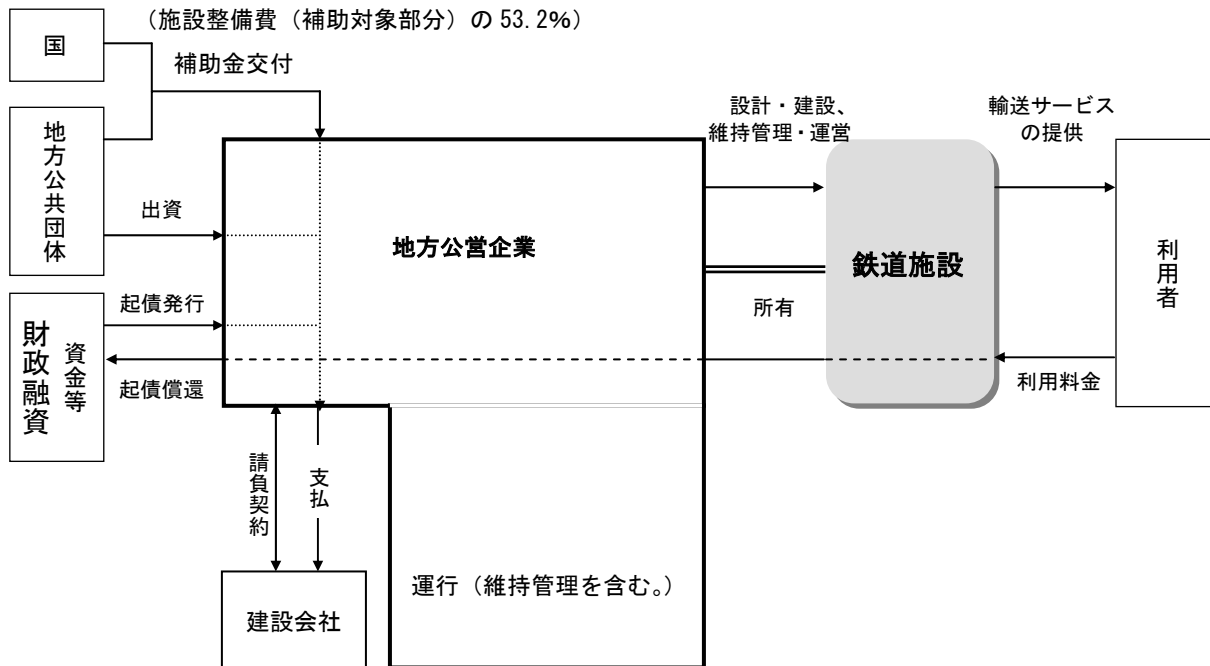 （施設整備費（補助対象部分）の 53.2%）
国
補助金交付
地方公共団体
出資
地方公営企業
設計・建設、
維持管理・運営
鉄道施設
所有
輸送サービス
の提供
利用者
利用料金
財政融資
資金等
起債発行
起債償還
請負契約
支払
建設会社
運行（維持管理を含む。）